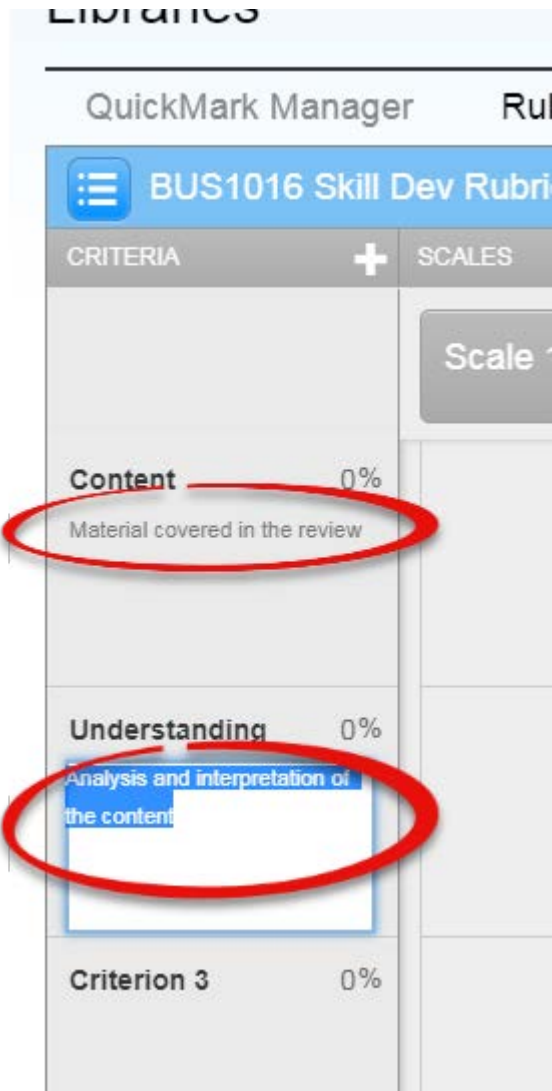 Libraries
QuickMark Manager Rul
BUS1016 Skill Dev Rubri
CRITERIA SCALES
Scale 1
Content 0%
Material covered in the review
Understanding 0%
Analysis and interpretation of
the content
Criterion 3 0%